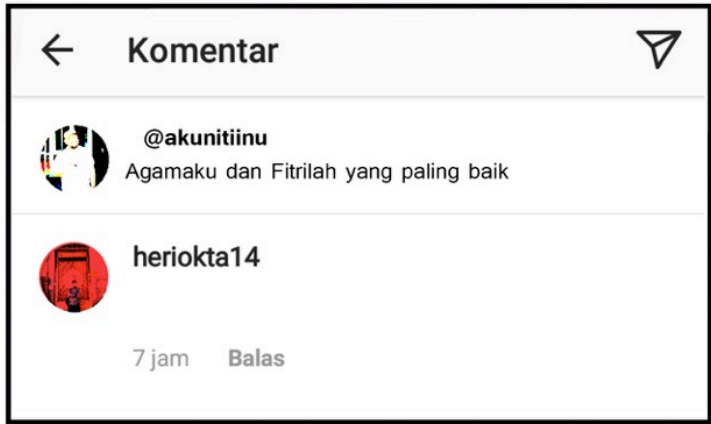 Komentar
@akunitiinu
Agamaku dan Fitrilah yang paling baik
heriokta14
7 jam Balas